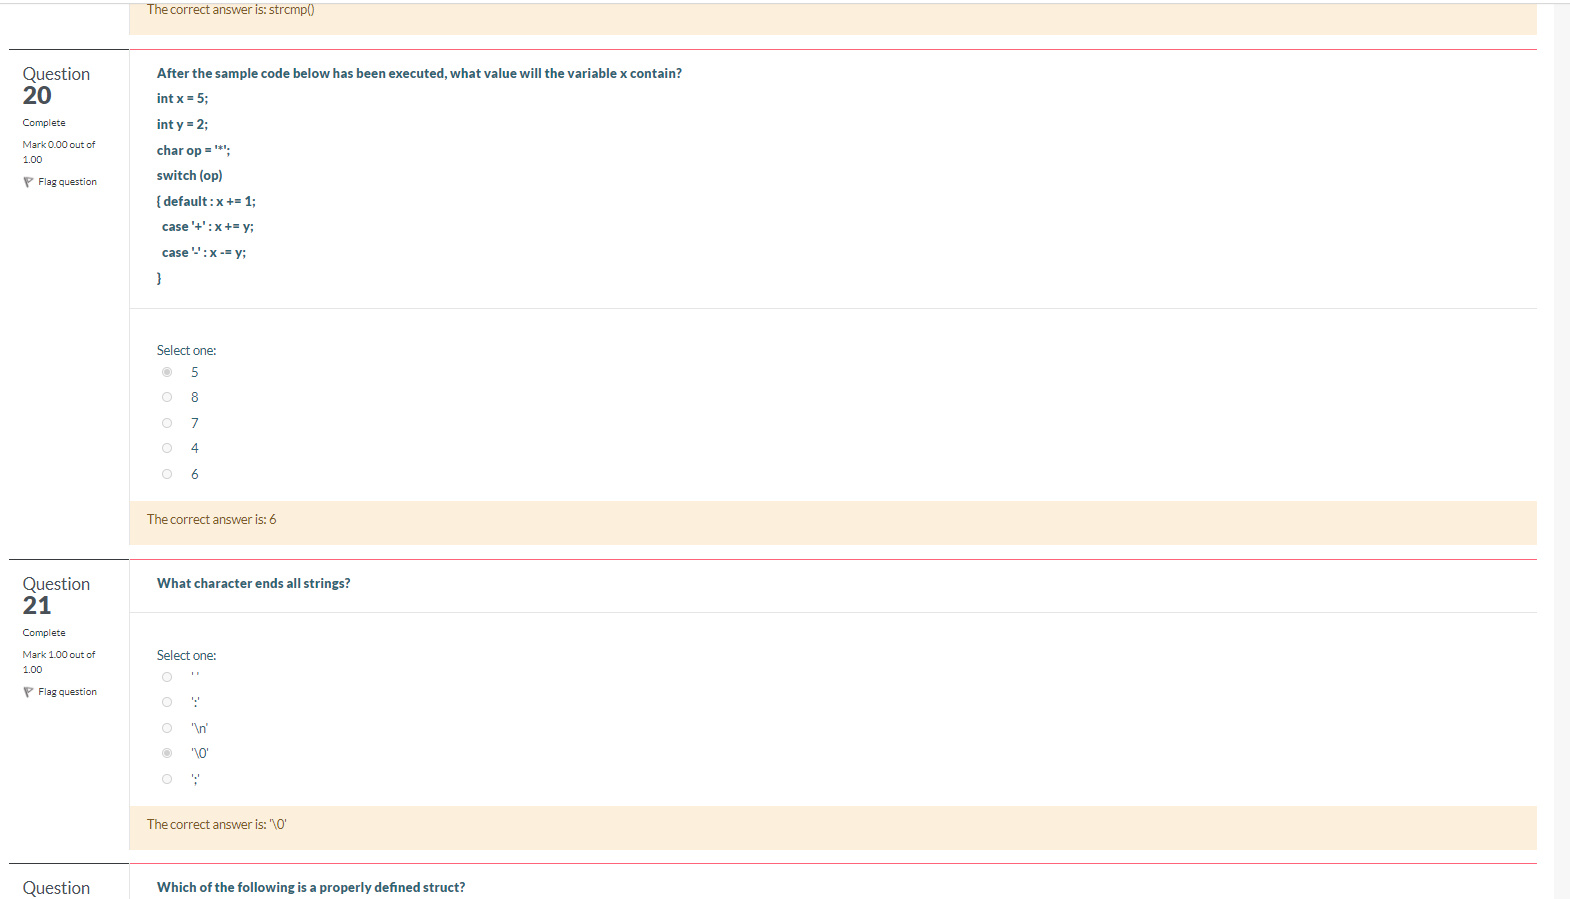 The correct answer is: strcmp()
Question
20
Complete
Mark 0.00 out of
1.00
Flag question
After the sample code below has been executed, what value will the variable x contain?
int x = 5;
int y = 2;
char op = '*';
switch (op)
{ default : x += 1;
case '+' : x += y;
case '-' : x -= y;
}
Select one:
5
8
7
4
6
The correct answer is: 6
Question
21
Complete
Mark 1.00 out of
1.00
Flag question
What character ends all strings?
Select one:
' '
':'
'\n'
'\0'
';'
The correct answer is: '\0'
Question
Which of the following is a properly defined struct?